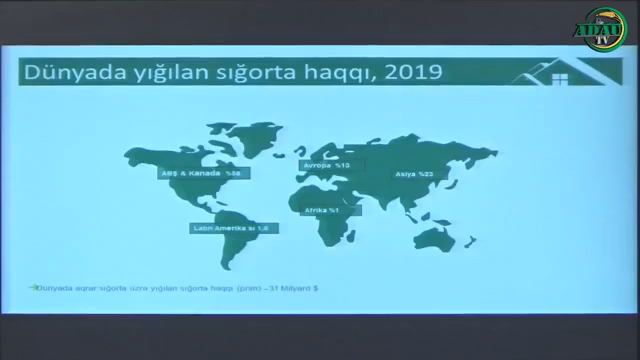 ADAU
TV
Dünyada yığılan sığorta haqqı, 2019
ABŞ & Kanada %58
Avropa %13
Asiya %23
Afrika %1
Latın Amerika sı 1,6
Dünyada aqrar sığorta üzrə yığılan sığorta haqqı (prim) –31 Milyard $